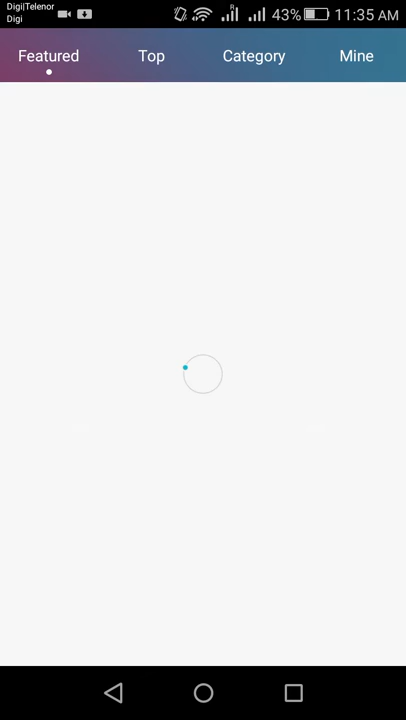 Digi|Telenor
Digi
R
43%
11:35 AM
Featured
Top
Category
Mine